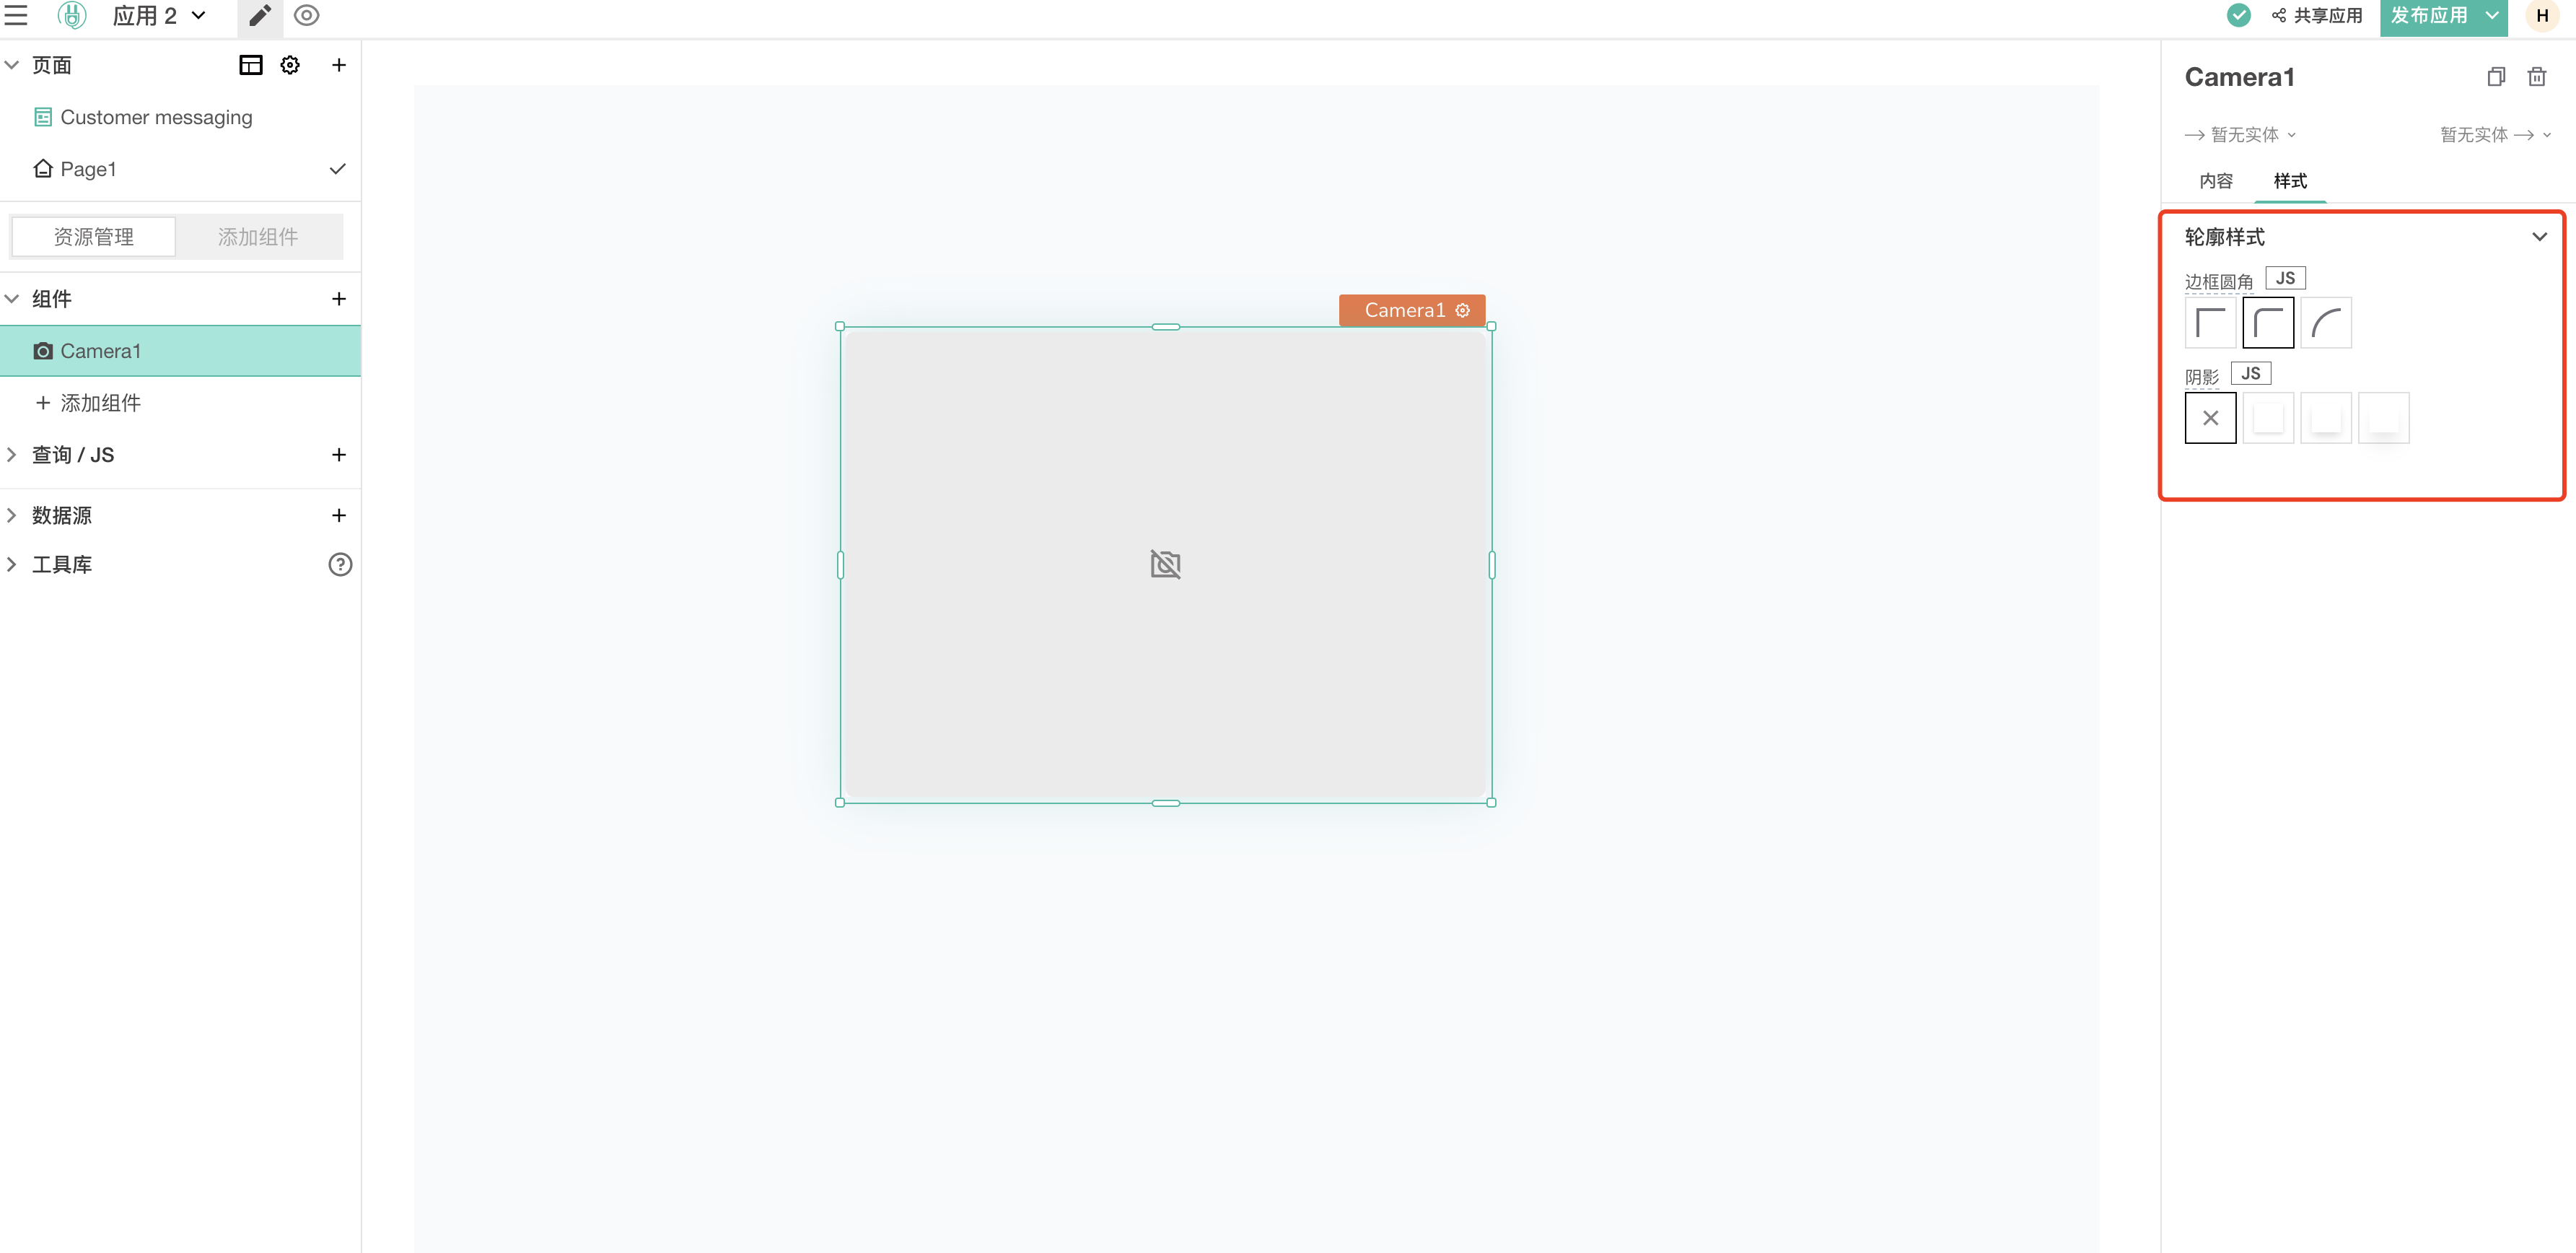 应用 2
共享应用
发布应用
H
页面
Customer messaging
Page1
资源管理
添加组件
组件
Camera1
添加组件
查询 / JS
数据源
工具库
Camera1
Camera1
暂无实体
暂无实体
内容
样式
轮廓样式
边框圆角 JS
阴影 JS